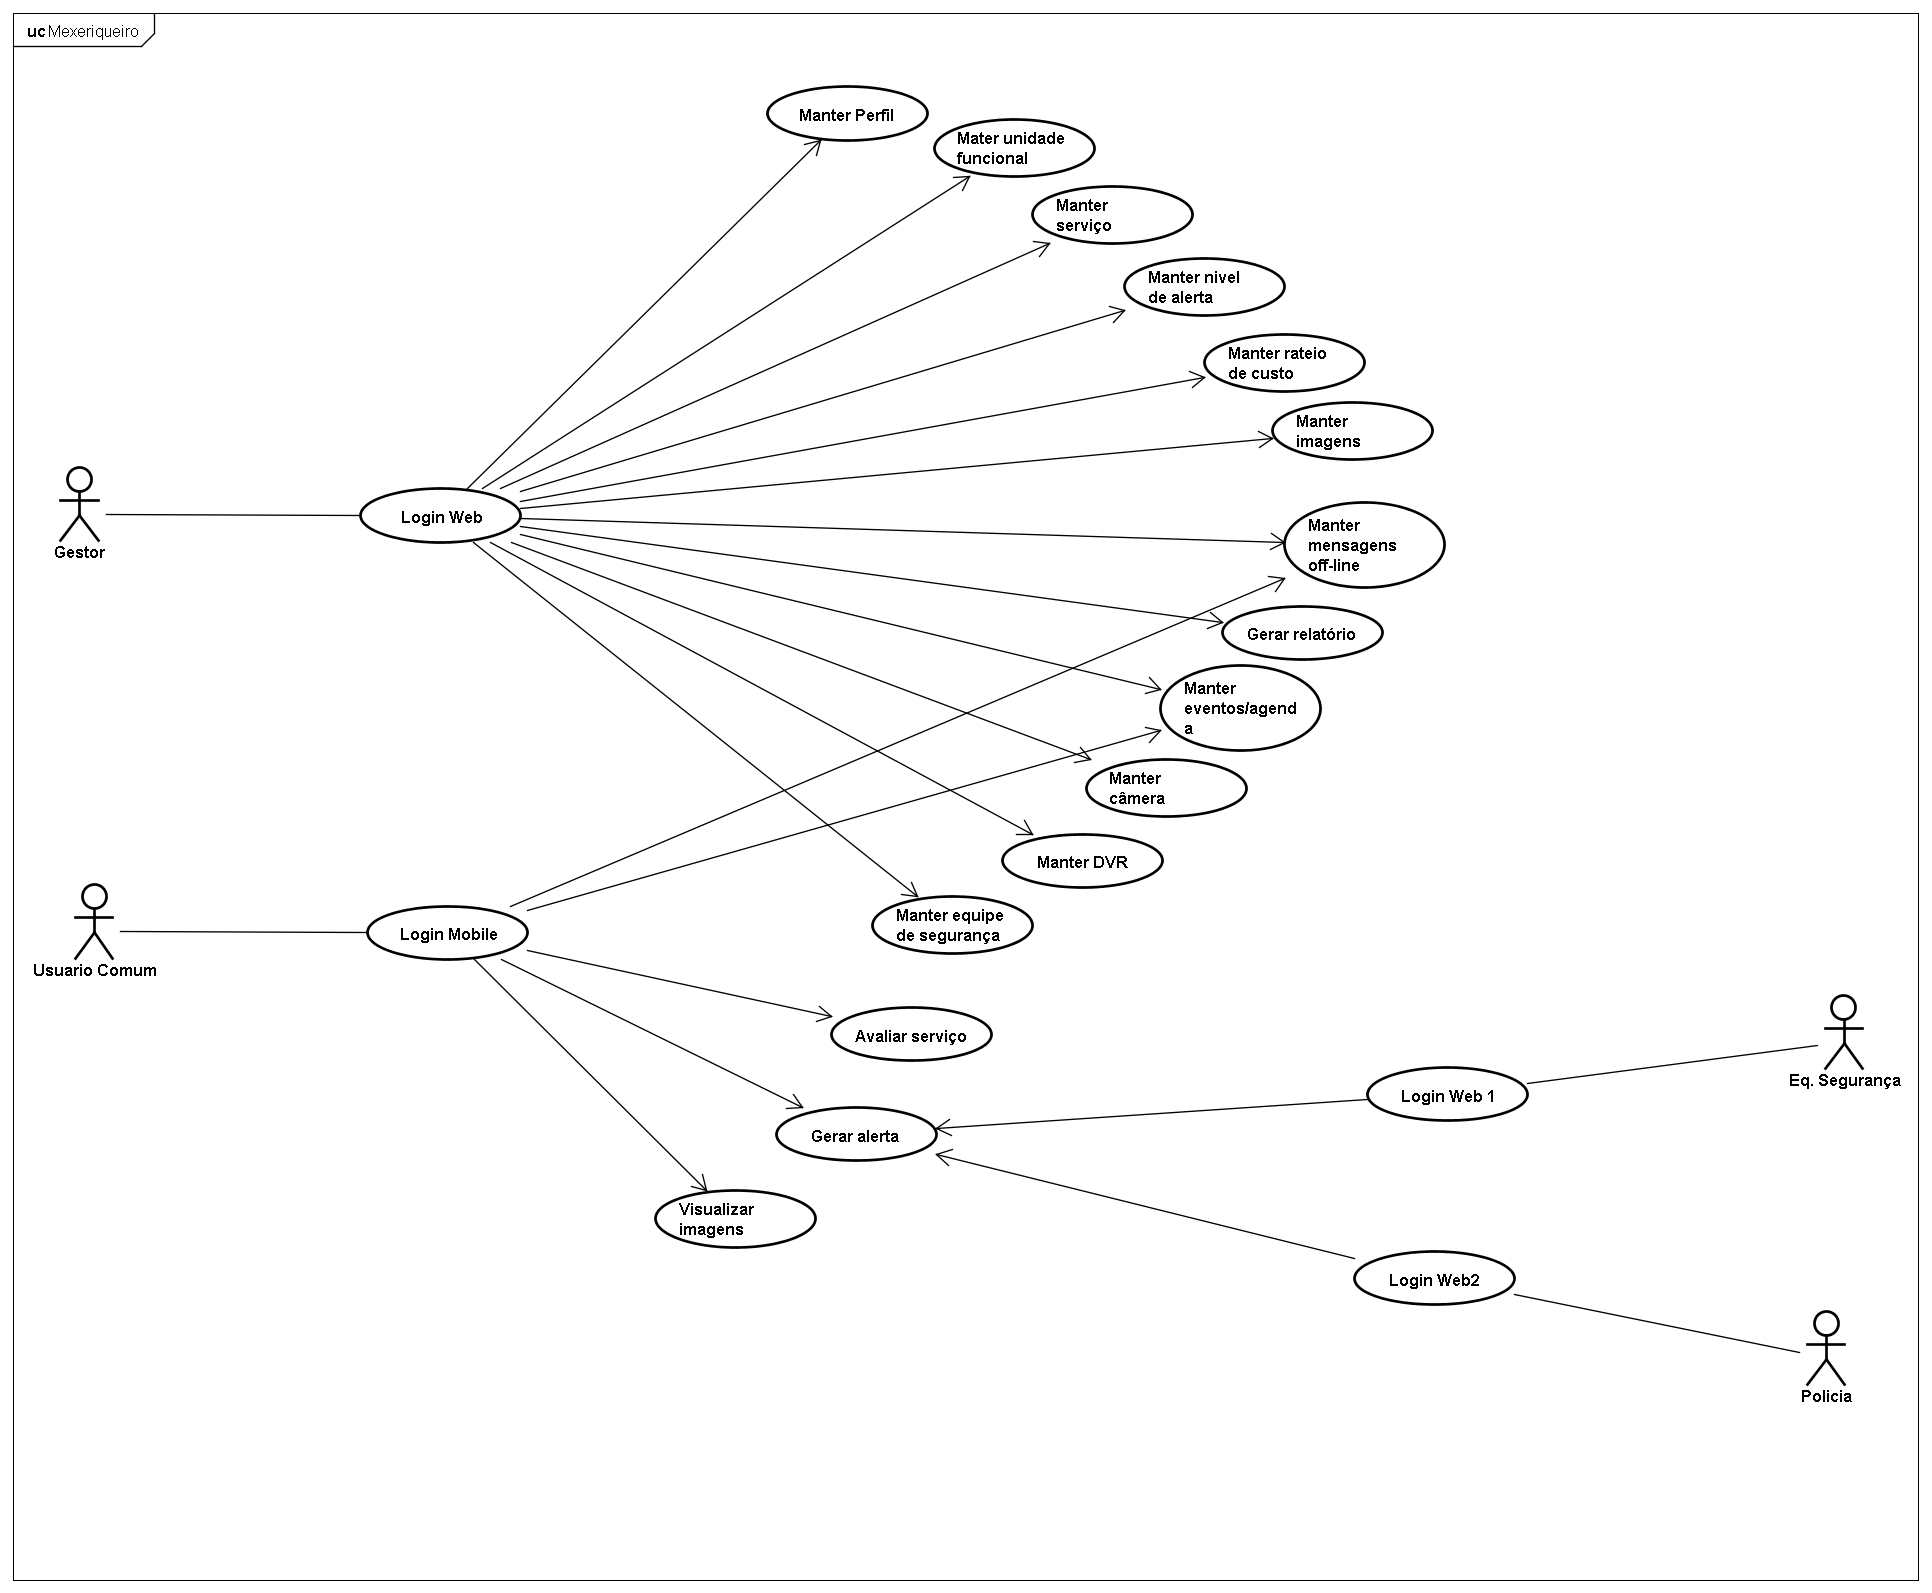 uc Mexeriqueiro
Manter Perfil
Mater unidade
funcional
Manter
serviço
Manter nivel
de alerta
Manter rateio
de custo
Manter
imagens
Gestor
Login Web
Manter
mensagens
off-line
Gerar relatório
Manter
eventos/agend
a
Manter
câmera
Manter DVR
Manter equipe
de segurança
Usuario Comum
Login Mobile
Avaliar serviço
Eq. Segurança
Login Web 1
Gerar alerta
Visualizar
imagens
Login Web2
Policia